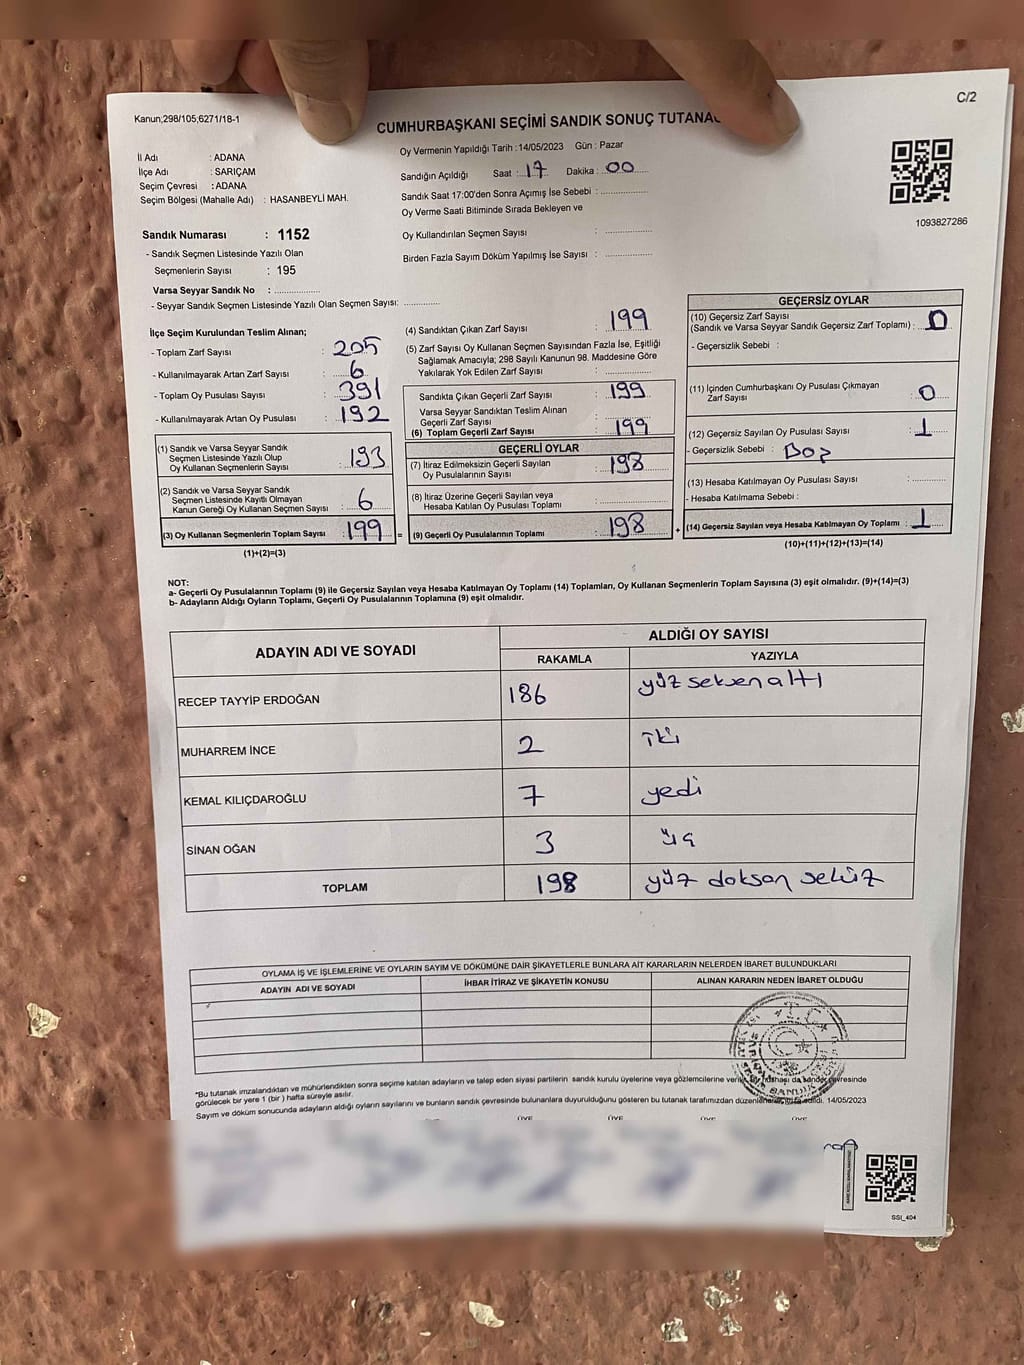 C/2
Kanun;298/105;6271/18-1
CUMHURBAŞKANI SEÇİMİ SANDIK SONUÇ
Oy Vermenin Yapıldığı Tarih :14/05/2023 Gün : Pazar
İl Adı : ADANA
İlçe Adı : SARIÇAM
Seçim Çevresi : ADANA
Seçim Bölgesi (Mahalle Adı) : HASANBEYLİ MAH.
Sandığın Açıldığı Saat : 17 Dakika : 00
Sandık Saat 17:00'den Sonra Açımış İse Sebebi :
Oy Verme Saati Bitiminde Sırada Bekleyen ve
Oy Kullandırılan Seçmen Sayısı :
Birden Fazla Sayım Döküm Yapılmış İse Sayısı :
1093827286
Sandık Numarası : 1152
- Sandık Seçmen Listesinde Yazılı Olan
Seçmenlerin Sayısı : 195
Varsa Seyyar Sandık No :
- Seyyar Sandık Seçmen Listesinde Yazılı Olan Seçmen Sayısı:
İlçe Seçim Kurulundan Teslim Alınan;
- Toplam Zarf Sayısı : 205
- Kullanılmayarak Artan Zarf Sayısı : 6
- Toplam Oy Pusulası Sayısı : 391
- Kullanılmayarak Artan Oy Pusulası : 192
(1) Sandık ve Varsa Seyyar Sandık
Seçmen Listesinde Yazılı Olup
Oy Kullanan Seçmenlerin Sayısı : 193
(2) Sandık ve Varsa Seyyar Sandık
Seçmen Listesinde Kayıtlı Olmayan
Kanun Gereği Oy Kullanan Seçmen Sayısı : 6
(3) Oy Kullanan Seçmenlerin Toplam Sayısı : 199 =
(1)+(2)=(3)
(4) Sandıktan Çıkan Zarf Sayısı : 199
(5) Zarf Sayısı Oy Kullanan Seçmen Sayısından Fazla İse, Eşitliği
Sağlamak Amacıyla; 298 Sayılı Kanunun 98. Maddesine Göre
Yakılarak Yok Edilen Zarf Sayısı :
Sandıkta Çıkan Geçerli Zarf Sayısı : 199
Varsa Seyyar Sandıktan Teslim Alınan
Geçerli Zarf Sayısı :
(6) Toplam Geçerli Zarf Sayısı : 199
GEÇERLİ OYLAR
(7) İtiraz Edilmeksizin Geçerli Sayılan
Oy Pusulalarının Sayısı : 198
(8) İtiraz Üzerine Geçerli Sayılan veya
Hesaba Katılan Oy Pusulası Toplamı :
(9) Geçerli Oy Pusulalarının Toplamı : 198 +
GEÇERSİZ OYLAR
(10) Geçersiz Zarf Sayısı
(Sandık ve Varsa Seyyar Sandık Geçersiz Zarf Toplamı) : 0
- Geçersizlik Sebebi :
(11) İçinden Cumhurbaşkanı Oy Pusulası Çıkmayan
Zarf Sayısı : 0
(12) Geçersiz Sayılan Oy Pusulası Sayısı : 1
- Geçersizlik Sebebi : Boş
(13) Hesaba Katılmayan Oy Pusulası Sayısı :
- Hesaba Katılmama Sebebi :
(14) Geçersiz Sayılan veya Hesaba Katılmayan Oy Toplamı : 1
(10)+(11)+(12)+(13)=(14)
NOT:
a- Geçerli Oy Pusulalarının Toplamı (9) ile Geçersiz Sayılan veya Hesaba Katılmayan Oy Toplamı (14) Toplamları, Oy Kullanan Seçmenlerin Toplam Sayısına (3) eşit olmalıdır. (9)+(14)=(3)
b- Adayların Aldığı Oyların Toplamı, Geçerli Oy Pusulalarının Toplamına (9) eşit olmalıdır.
ADAYIN ADI VE SOYADI ALDIĞI OY SAYISI
RAKAMLA YAZIYLA
RECEP TAYYİP ERDOĞAN 186 yüz seksen altı
MUHARREM İNCE 2 iki
KEMAL KILIÇDAROĞLU 7 yedi
SİNAN OĞAN 3 üç
TOPLAM 198 yüz doksan sekiz
OYLAMA İŞ VE İŞLEMLERİNE VE OYLARIN SAYIM VE DÖKÜMÜNE DAİR ŞİKAYETLERLE BUNLARA AİT KARARLARIN NELERDEN İBARET BULUNDUKLARI
ADAYIN ADI VE SOYADI İHBAR İTİRAZ VE ŞİKAYETİN KONUSU ALINAN KARARIN NEDEN İBARET OLDUĞU
T.C.
*Bu tutanak imzalandıktan ve mühürlendikten sonra seçime katılan adayların ve talep eden siyasi partilerin sandık kurulu üyelerine veya gözlemcilerine
görülecek bir yere 1 (bir ) hafta süreyle asılır.
Sayım ve döküm sonucunda adayların aldığı oyların sayılarını ve bunların sandık çevresinde bulunanlara duyurulduğunu gösteren bu tutanak tarafımızdan 14/05/2023
ÜYE ÜYE ÜYE ÜYE
SSI_404